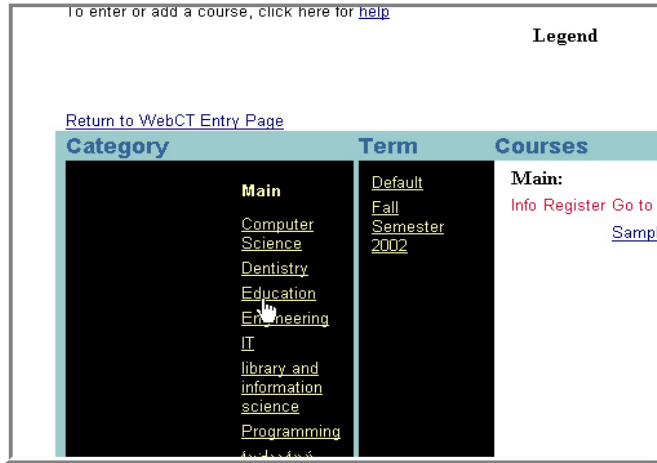 To enter or add a course, click here for help
Legend
Return to WebCT Entry Page
Category Term Courses
Main
Computer
Science
Dentistry
Education
Engineering
IT
library and
information
science
Programming
Default
Fall
Semester
2002
Main:
Info Register Go to